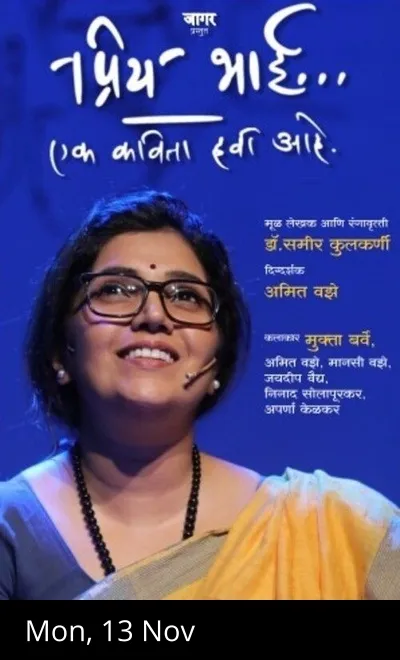 जागर
प्रस्तुत
प्रिय भाई...
एक कविता हवी आहे.
मूळ लेखक आणि रंगावृत्ती
डॉ.समीर कुलकर्णी
दिग्दर्शक
अमित वझे
कलाकार मुक्ता बर्वे,
अमित वझे, मानसी वझे,
जयदीप वैद्य,
निनाद सोलापूरकर,
अपर्णा केळकर
Mon, 13 Nov